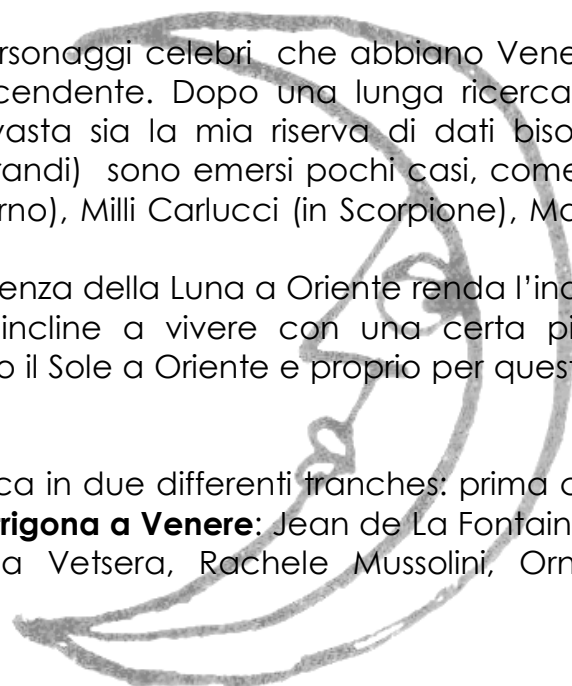 rsonaggi celebri che abbiano Vene
cendente. Dopo una lunga ricerca
vasta sia la mia riserva di dati biso
randi) sono emersi pochi casi, come
rno), Milli Carlucci (in Scorpione), Ma
enza della Luna a Oriente renda l'ind
incline a vivere con una certa pi
o il Sole a Oriente e proprio per quest
ca in due differenti tranches: prima c
rigona a Venere: Jean de La Fontain
a Vetsera, Rachele Mussolini, Orn